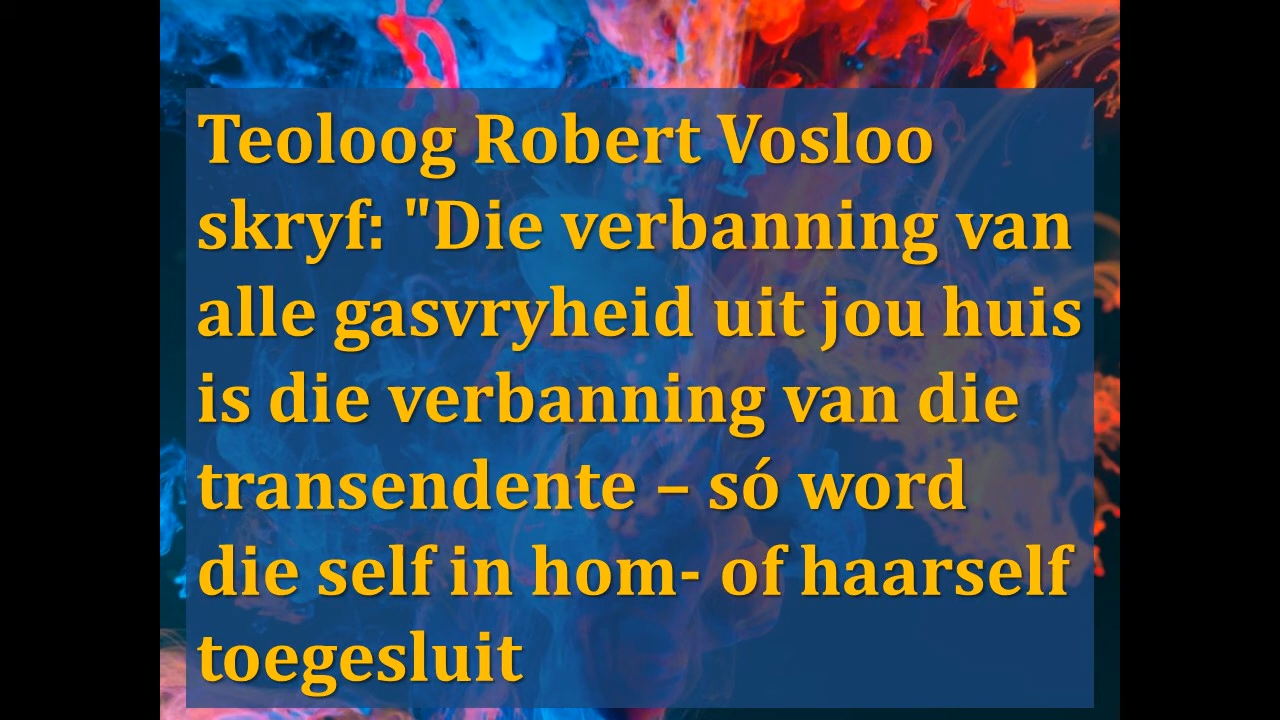 Teoloog Robert Vosloo
skryf: "Die verbanning van
alle gasvryheid uit jou huis
is die verbanning van die
transendente – só word
die self in hom- of haarself
toegesluit